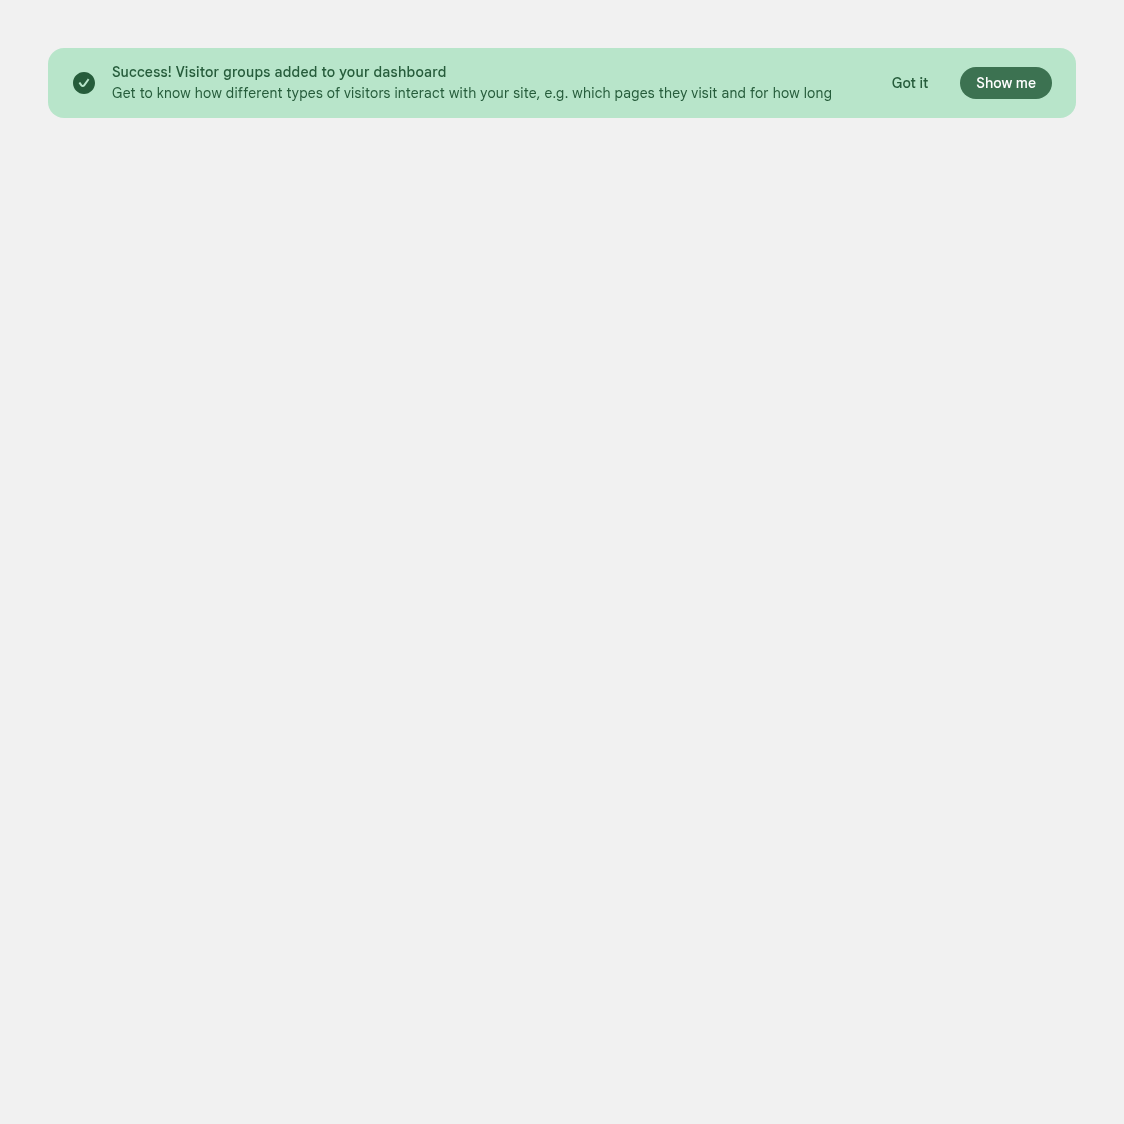 Success! Visitor groups added to your dashboard
Get to know how different types of visitors interact with your site, e.g. which pages they visit and for how long
Got it
Show me